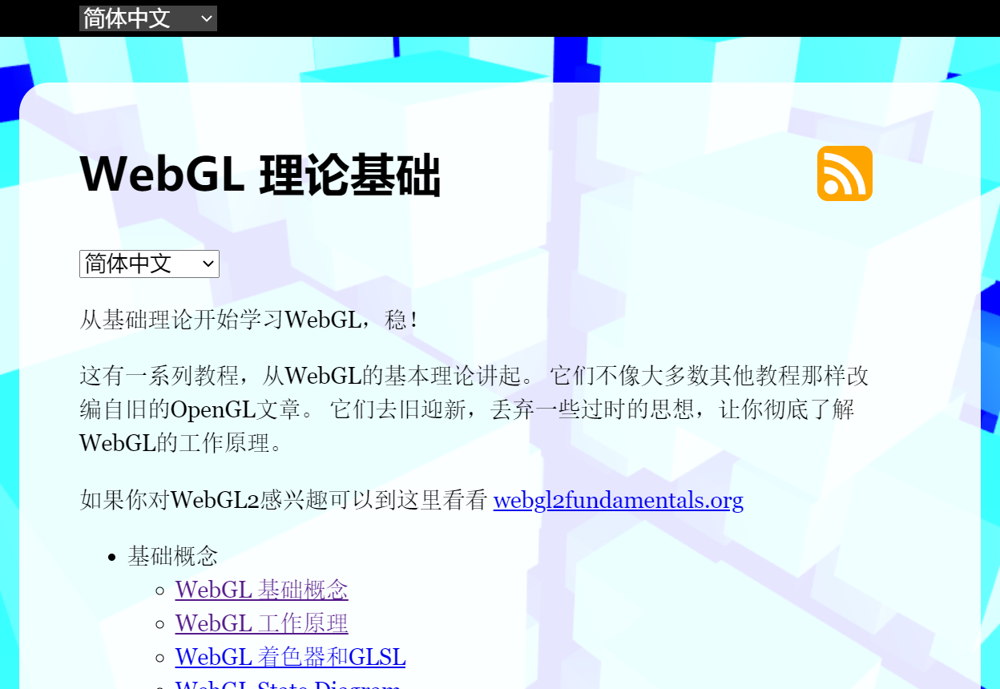 简体中文
WebGL 理论基础
简体中文
从基础理论开始学习WebGL，稳！
这有一系列教程，从WebGL的基本理论讲起。 它们不像大多数其他教程那样改
编自旧的OpenGL文章。 它们去旧迎新，丢弃一些过时的思想，让你彻底了解
WebGL的工作原理。
如果你对WebGL2感兴趣可以到这里看看 webgl2fundamentals.org
基础概念
WebGL 基础概念
WebGL 工作原理
WebGL 着色器和GLSL
WebGL State Diagram